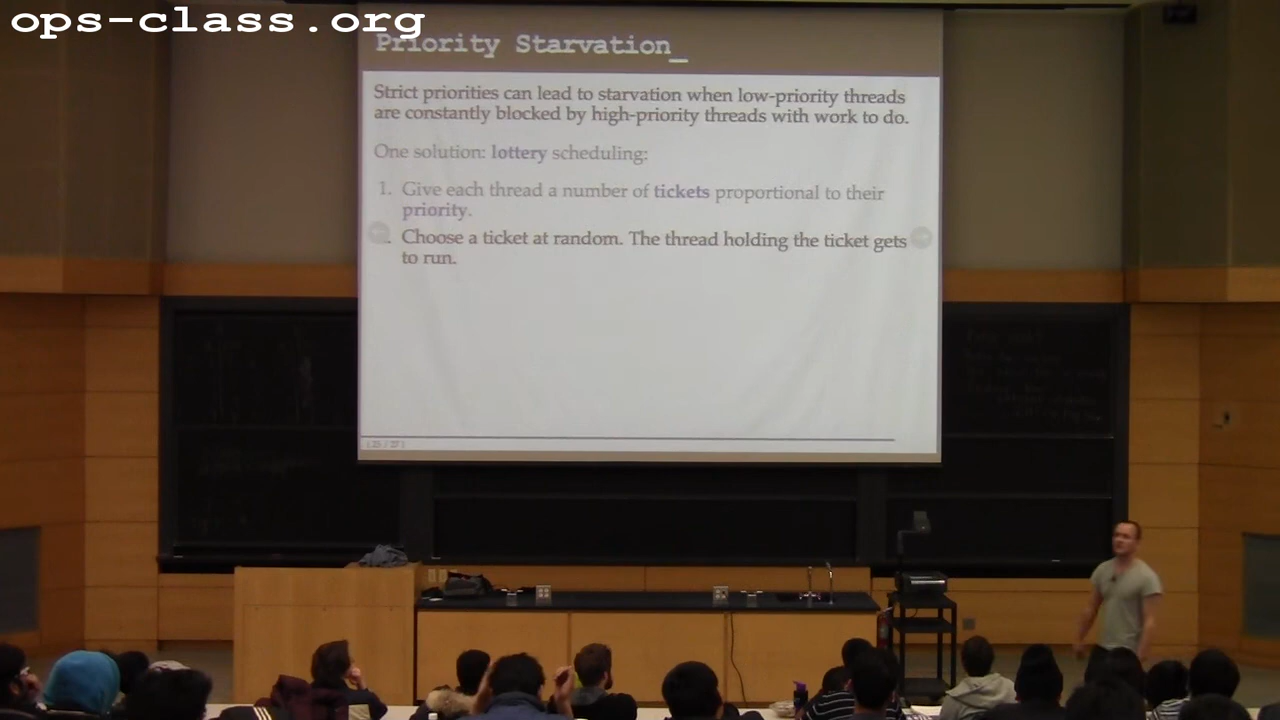 ops-class.org
Priority Starvation_
Strict priorities can lead to starvation when low-priority threads
are constantly blocked by high-priority threads with work to do.
One solution: lottery scheduling:
1. Give each thread a number of tickets proportional to their
priority.
. Choose a ticket at random. The thread holding the ticket gets
to run.